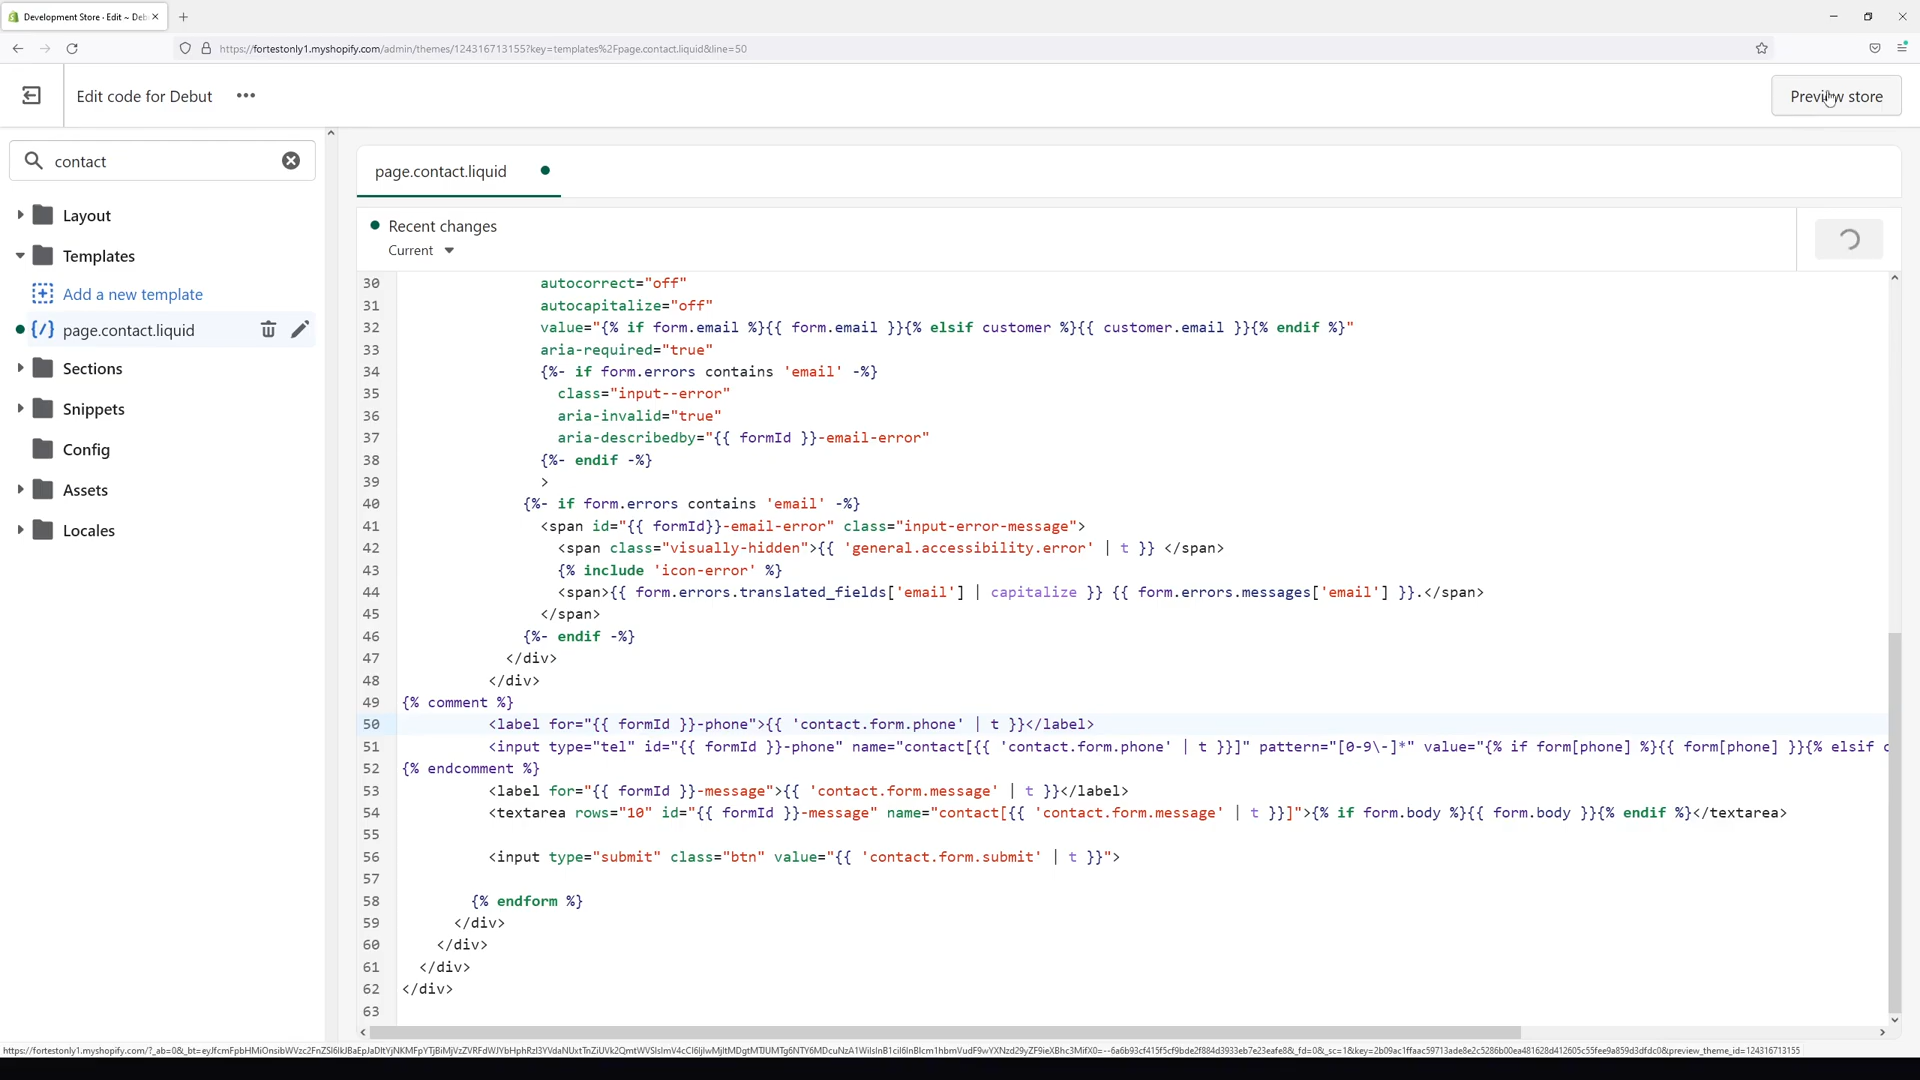 Development Store · Edit ~ Deb
https://fortestonly1.myshopify.com/admin/themes/124316713155?key=templates%2Fpage.contact.liquid&line=50
Edit code for Debut
Preview store
contact
Layout
Templates
Add a new template
page.contact.liquid
Sections
Snippets
Config
Assets
Locales
page.contact.liquid
Recent changes
Current
30 autocorrect="off"
31 autocapitalize="off"
32 value="{% if form.email %}{{ form.email }}{% elsif customer %}{{ customer.email }}{% endif %}"
33 aria-required="true"
34 {%- if form.errors contains 'email' -%}
35 class="input--error"
36 aria-invalid="true"
37 aria-describedby="{{ formId }}-email-error"
38 {%- endif -%}
39 >
40 {%- if form.errors contains 'email' -%}
41 <span id="{{ formId}}-email-error" class="input-error-message">
42 <span class="visually-hidden">{{ 'general.accessibility.error' | t }} </span>
43 {% include 'icon-error' %}
44 <span>{{ form.errors.translated_fields['email'] | capitalize }} {{ form.errors.messages['email'] }}.</span>
45 </span>
46 {%- endif -%}
47 </div>
48 </div>
49 {% comment %}
50 <label for="{{ formId }}-phone">{{ 'contact.form.phone' | t }}</label>
51 <input type="tel" id="{{ formId }}-phone" name="contact[{{ 'contact.form.phone' | t }}]" pattern="[0-9\-]*" value="{% if form[phone] %}{{ form[phone] }}{% elsif c
52 {% endcomment %}
53 <label for="{{ formId }}-message">{{ 'contact.form.message' | t }}</label>
54 <textarea rows="10" id="{{ formId }}-message" name="contact[{{ 'contact.form.message' | t }}]">{% if form.body %}{{ form.body }}{% endif %}</textarea>
55
56 <input type="submit" class="btn" value="{{ 'contact.form.submit' | t }}">
57
58 {% endform %}
59 </div>
60 </div>
61 </div>
62 </div>
63